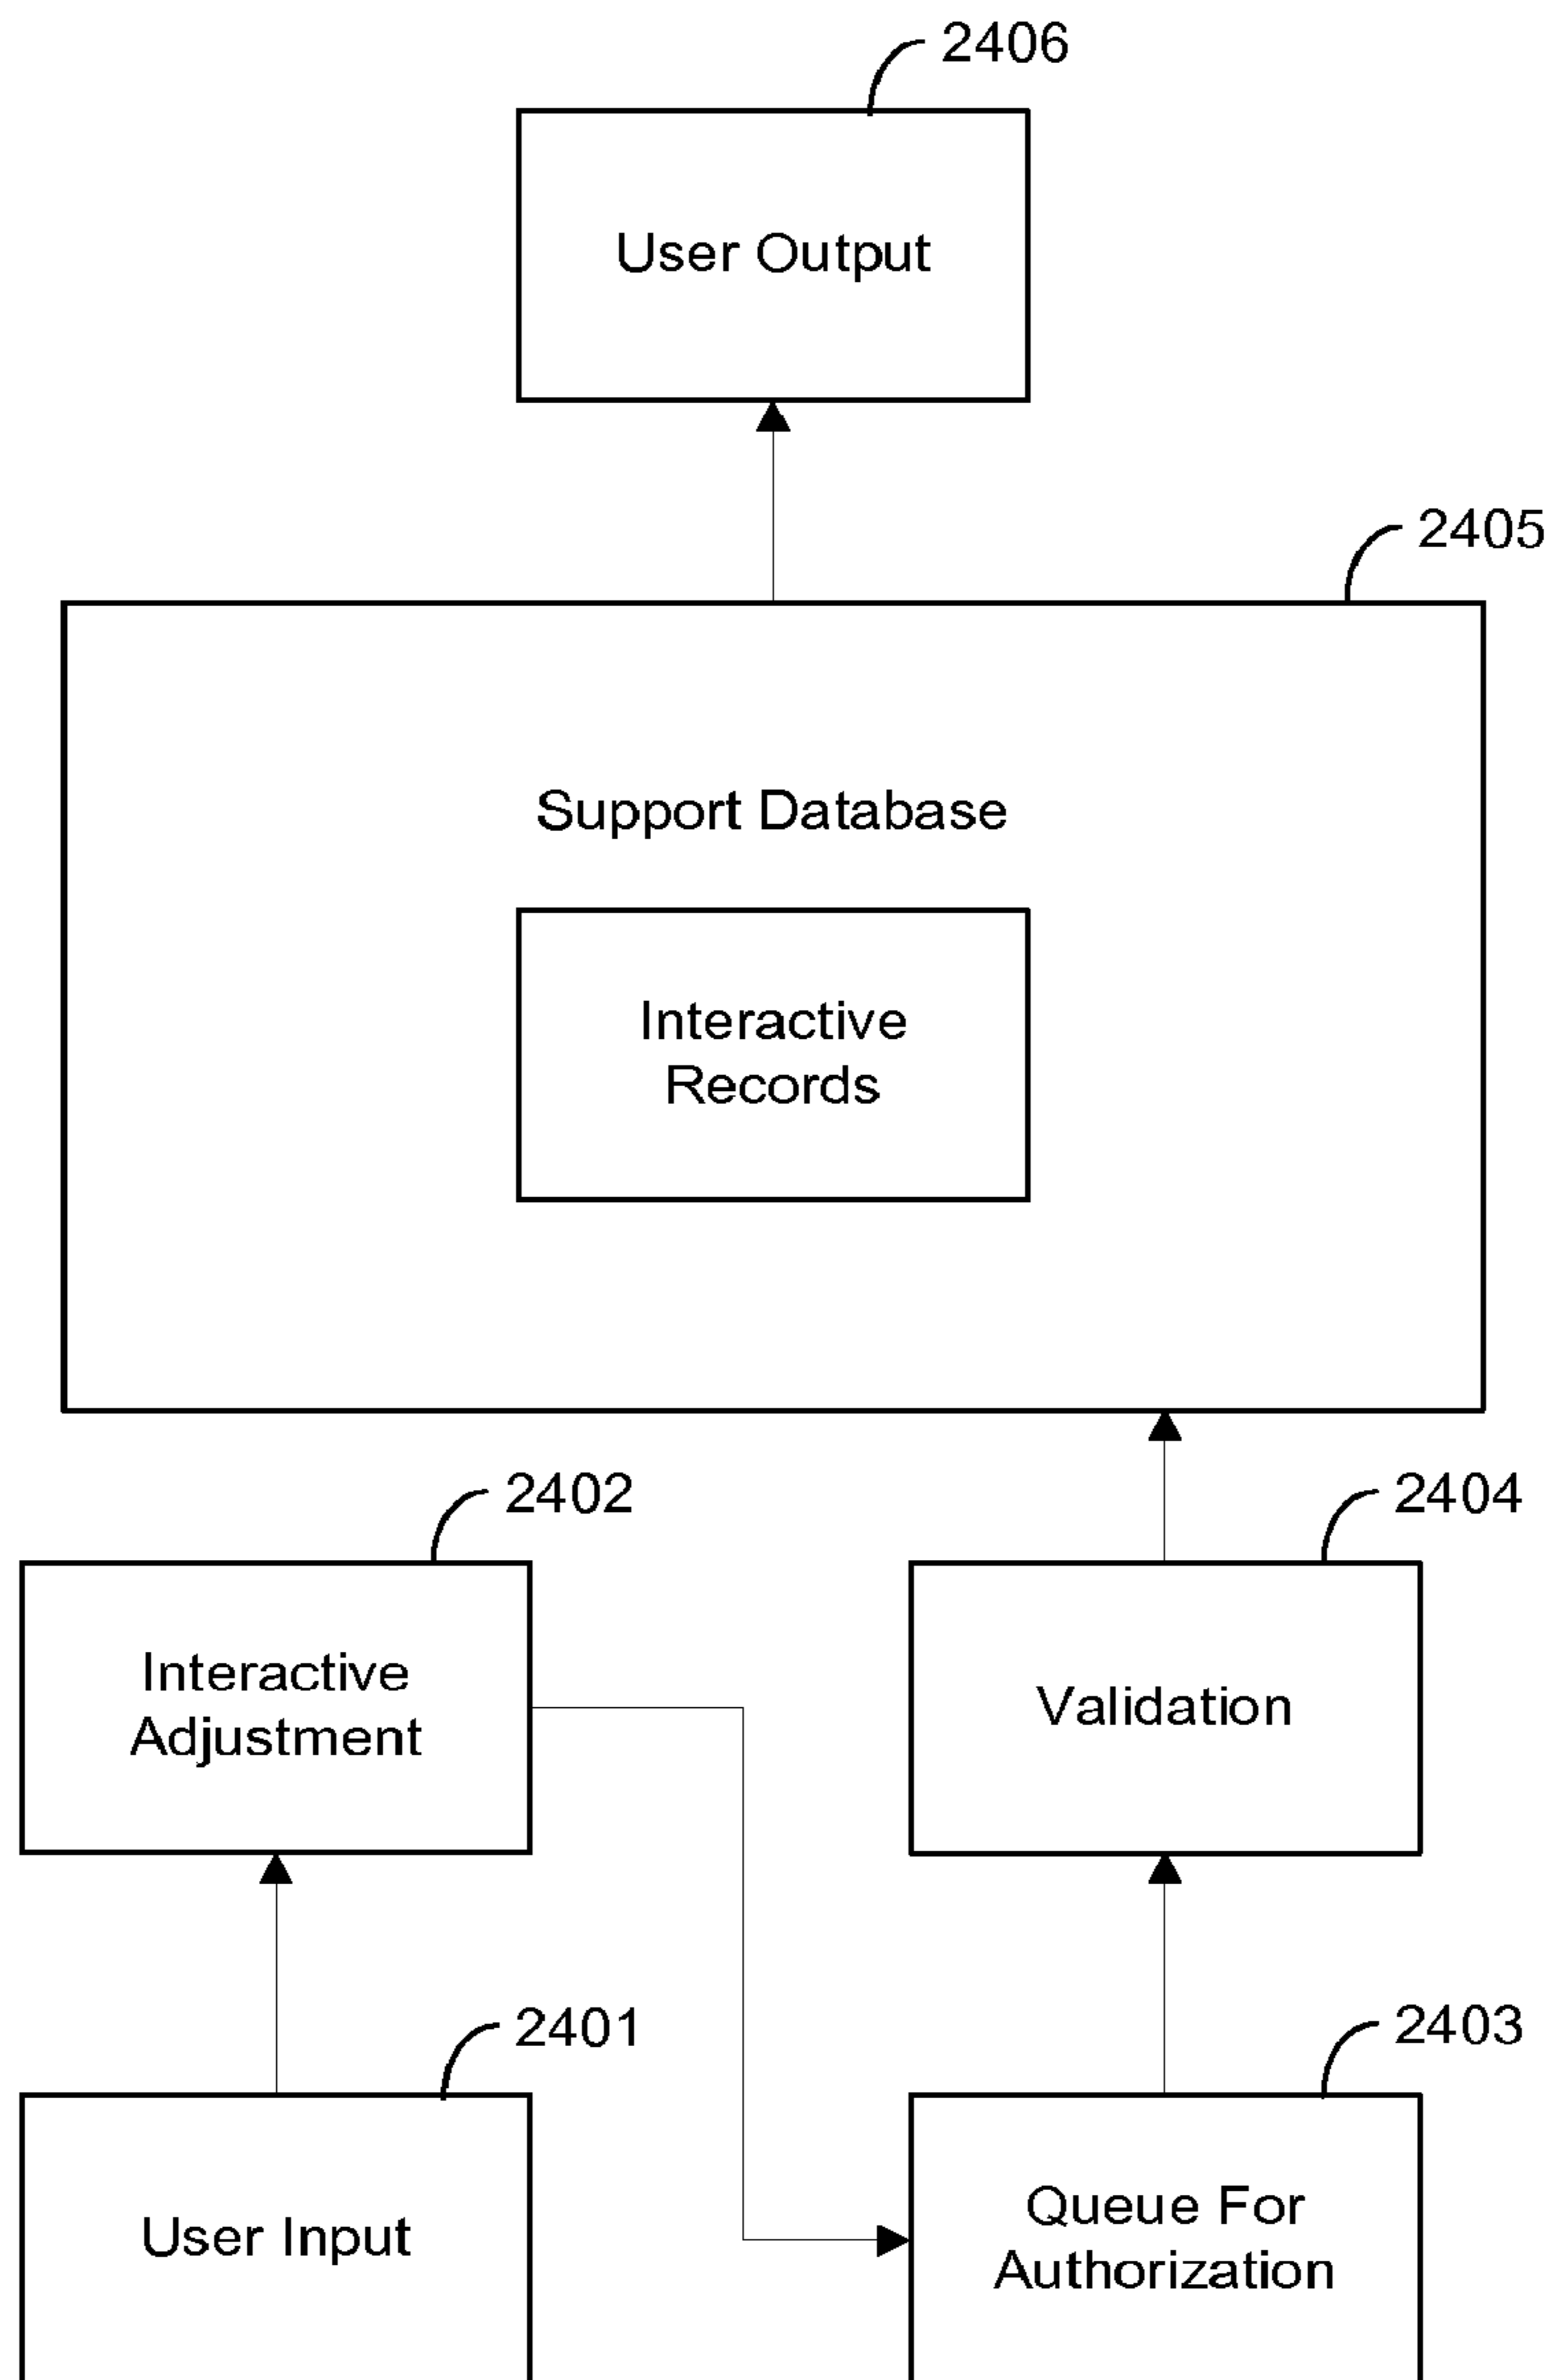 2406
User Output
2405
Support Database
Interactive
Records
2402
2404
Interactive
Adjustment
Validation
2401
2403
User Input
Queue For
Authorization